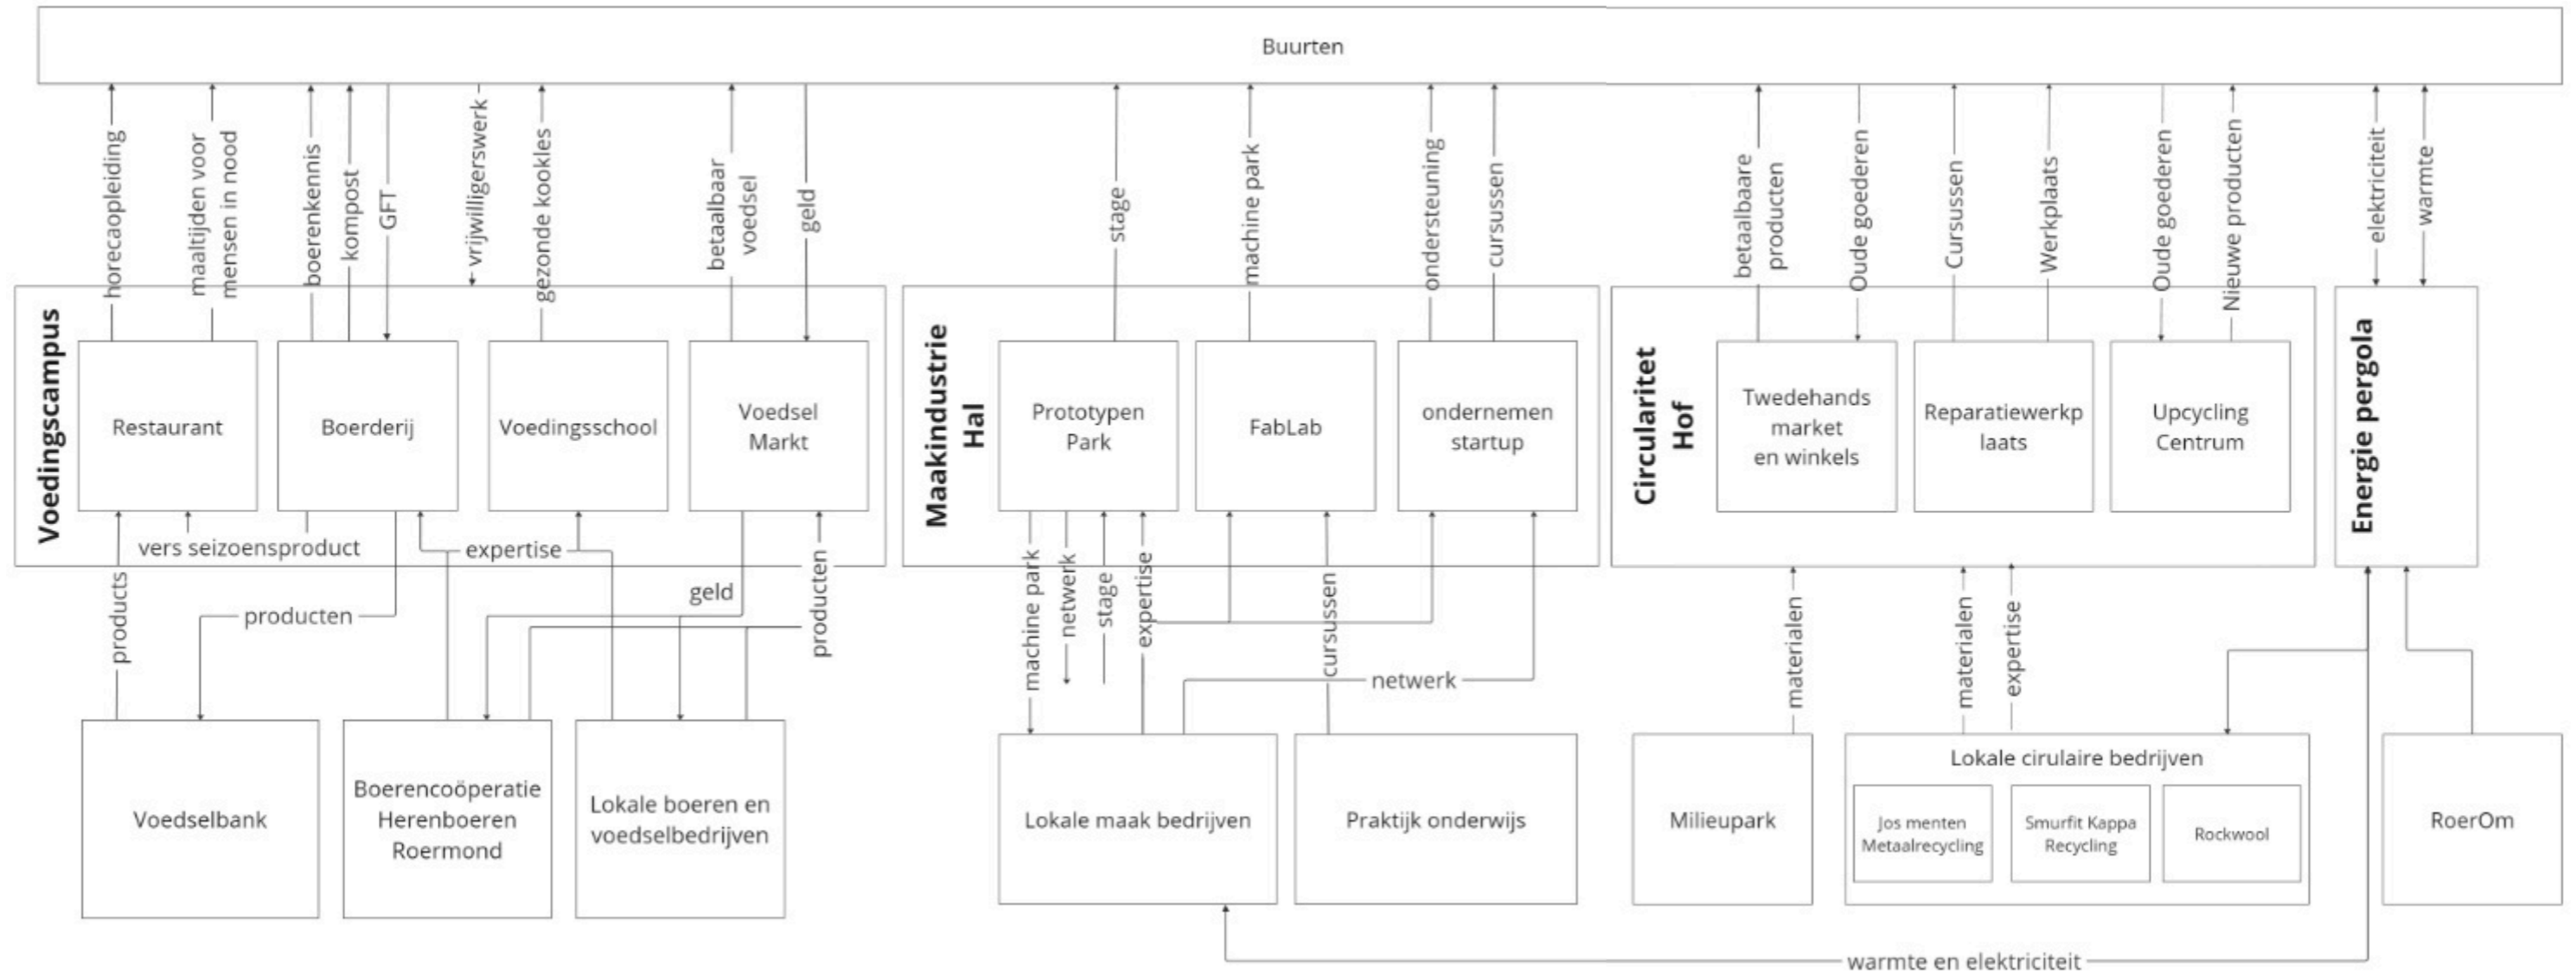 Buurten
horecaopleiding
maaltijden voor
mensen in nood
boerenkennis
kompost
GFT
vrijwilligerswerk
gezonde kookles
betaalbaar
voedsel
geld
stage
machine park
ondersteuning
cursussen
betaalbare
producten
Oude goederen
Cursussen
Werkplaats
Oude goederen
Nieuwe producten
elektriciteit
warmte
Voedingscampus
Restaurant
Boerderij
Voedingsschool
Voedsel
Markt
Maakindustrie
Hal
Prototypen
Park
FabLab
ondernemen
startup
Circularitet
Hof
Twedehands
market
en winkels
Reparatiewerkp
laats
Upcycling
Centrum
Energie pergola
vers seizoensproduct
expertise
products
producten
geld
producten
machine park
netwerk
stage
expertise
cursussen
netwerk
materialen
materialen
expertise
Voedselbank
Boerencoöperatie
Herenboeren
Roermond
Lokale boeren en
voedselbedrijven
Lokale maak bedrijven
Praktijk onderwijs
Milieupark
Lokale cirulaire bedrijven
Jos menten
Metaalrecycling
Smurfit Kappa
Recycling
Rockwool
RoerOm
warmte en elektriciteit